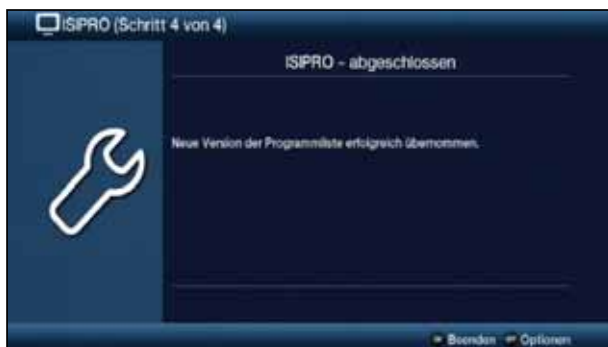 ISIPRO (Schritt 4 von 4)
ISIPRO - abgeschlossen
Neue Version der Programmliste erfolgreich übernommen.
Beenden Optionen